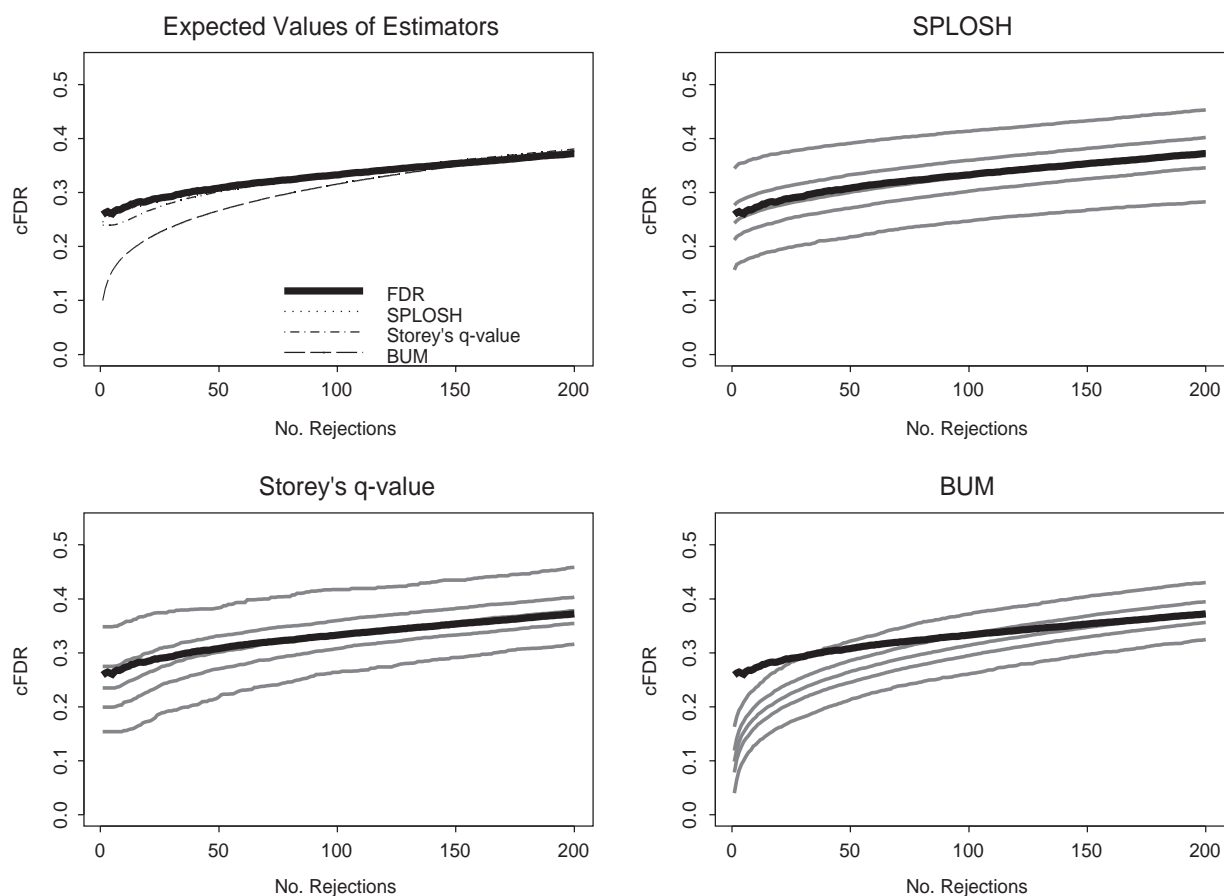 Expected Values of Estimators
cFDR
0.0 0.1 0.2 0.3 0.4 0.5
FDR
SPLOSH
Storey's q-value
BUM
0 50 100 150 200
No. Rejections
SPLOSH
cFDR
0.0 0.1 0.2 0.3 0.4 0.5
0 50 100 150 200
No. Rejections
Storey's q-value
cFDR
0.0 0.1 0.2 0.3 0.4 0.5
0 50 100 150 200
No. Rejections
BUM
cFDR
0.0 0.1 0.2 0.3 0.4 0.5
0 50 100 150 200
No. Rejections